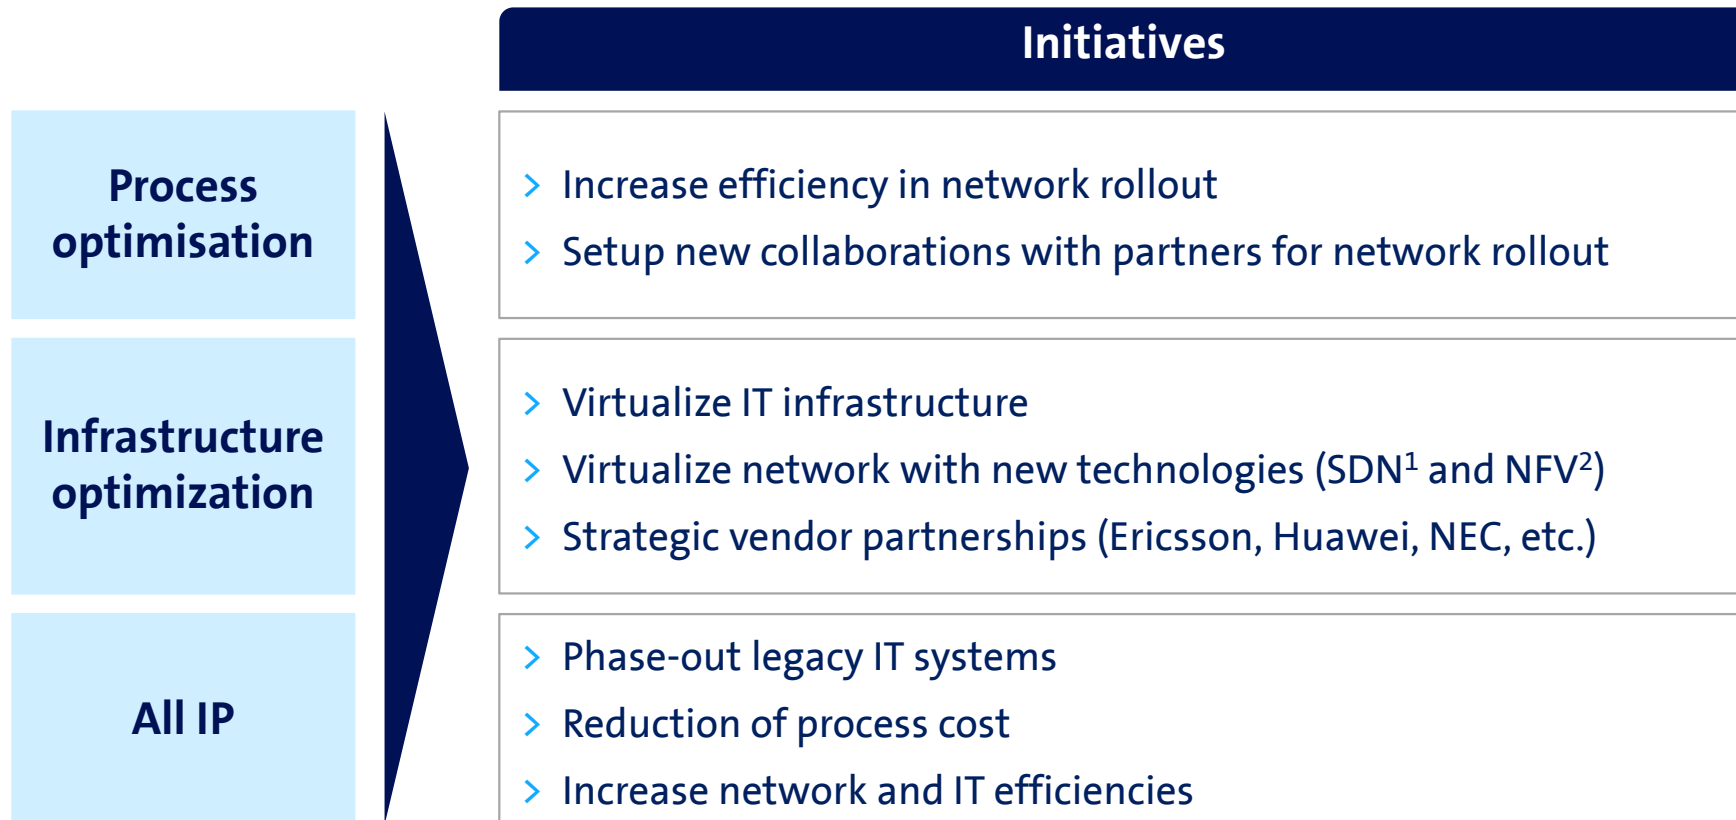 Initiatives
Process
optimisation
> Increase efficiency in network rollout
> Setup new collaborations with partners for network rollout
Infrastructure
optimization
> Virtualize IT infrastructure
> Virtualize network with new technologies (SDN¹ and NFV²)
> Strategic vendor partnerships (Ericsson, Huawei, NEC, etc.)
All IP
> Phase-out legacy IT systems
> Reduction of process cost
> Increase network and IT efficiencies